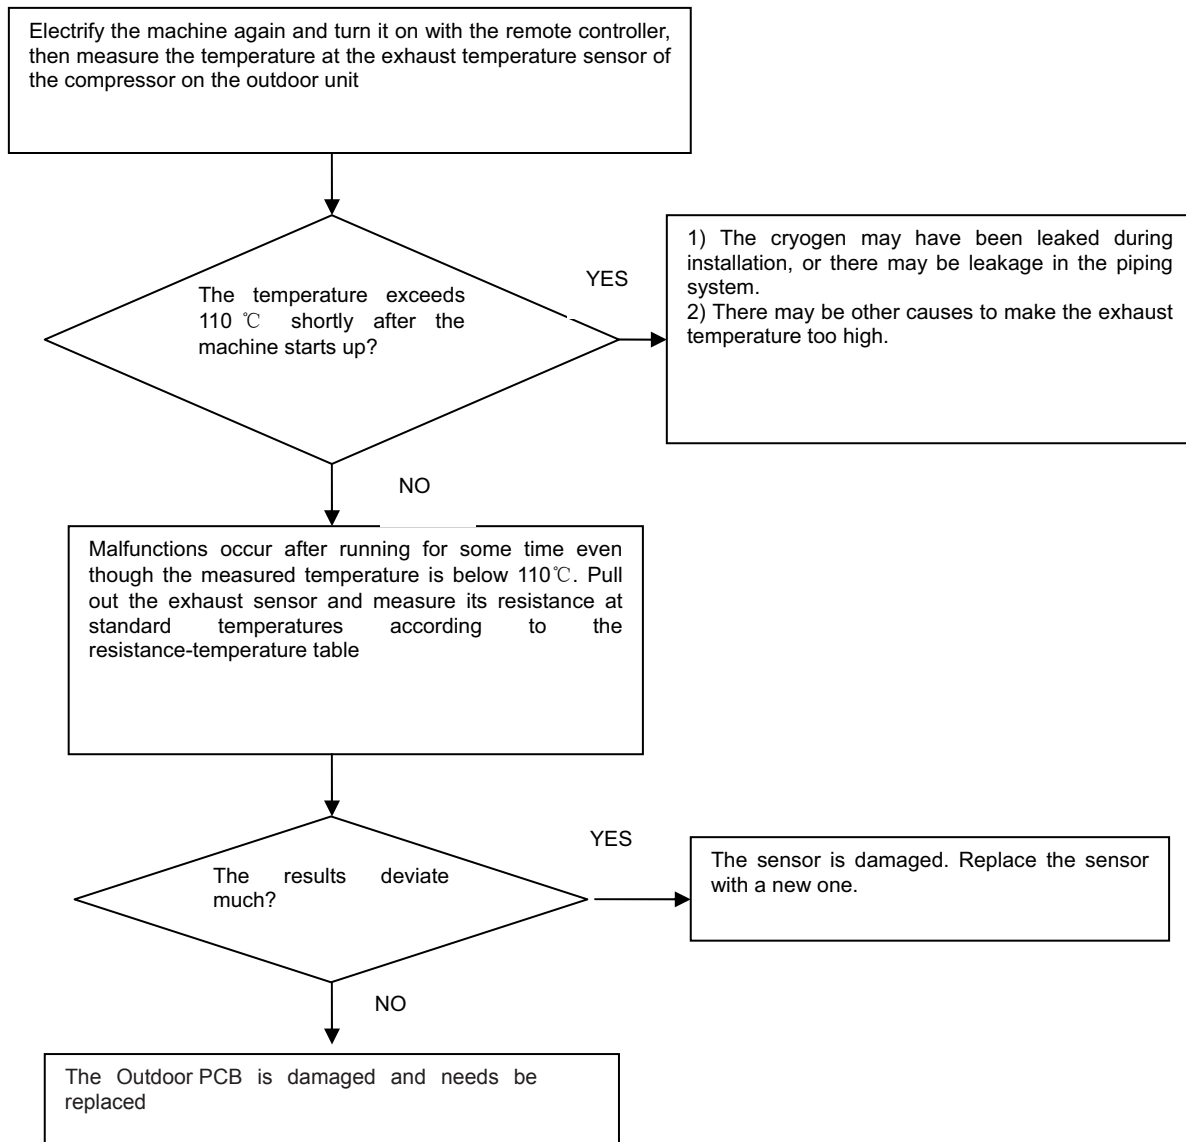 Electrify the machine again and turn it on with the remote controller,
then measure the temperature at the exhaust temperature sensor of
the compressor on the outdoor unit
The temperature exceeds
110 ℃ shortly after the
machine starts up?
YES
1) The cryogen may have been leaked during
installation, or there may be leakage in the piping
system.
2) There may be other causes to make the exhaust
temperature too high.
NO
Malfunctions occur after running for some time even
though the measured temperature is below 110℃. Pull
out the exhaust sensor and measure its resistance at
standard temperatures according to the
resistance-temperature table
The results deviate
much?
YES
The sensor is damaged. Replace the sensor
with a new one.
NO
The Outdoor PCB is damaged and needs be
replaced